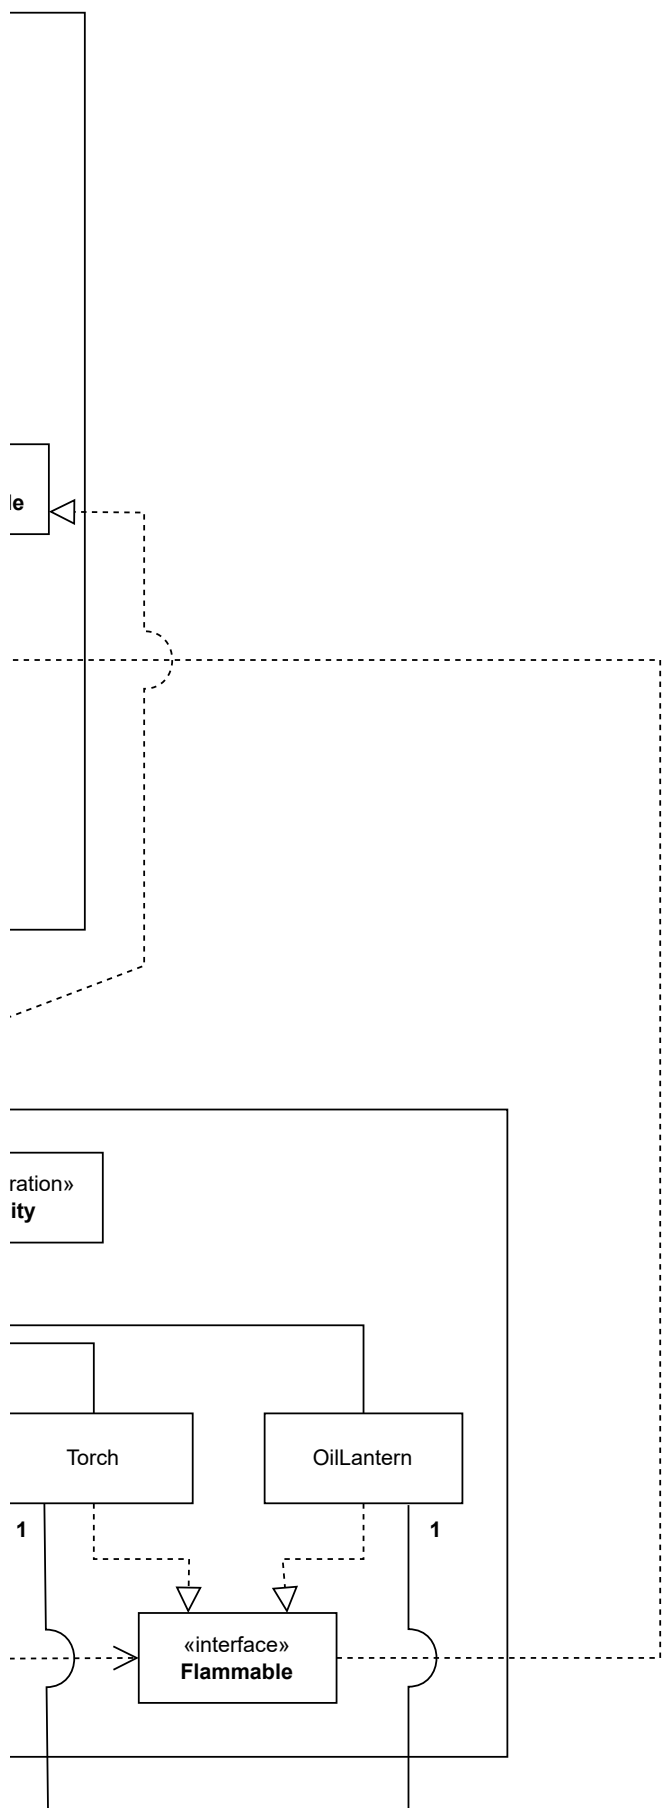 le
ration»
ity
Torch
OilLantern
1
1
«interface»
Flammable